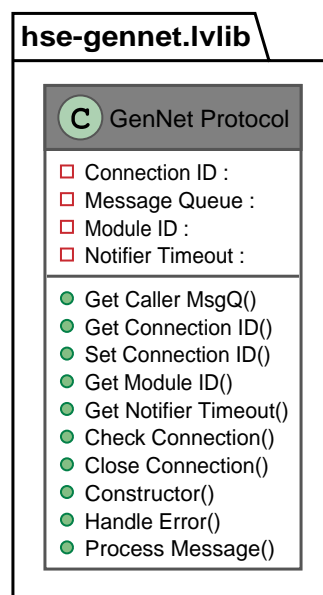 hse-gennet.lvlib
C GenNet Protocol
Connection ID :
Message Queue :
Module ID :
Notifier Timeout :
Get Caller MsgQ()
Get Connection ID()
Set Connection ID()
Get Module ID()
Get Notifier Timeout()
Check Connection()
Close Connection()
Constructor()
Handle Error()
Process Message()